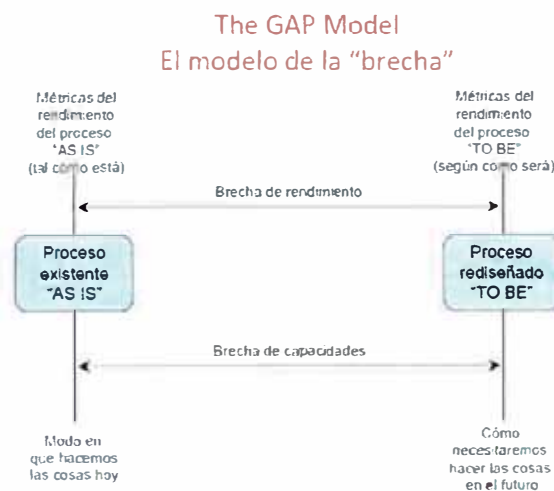 The GAP Model
El modelo de la “brecha”
Métricas del
rendimiento
del proceso
"AS IS"
(tal como está)
Métricas del
rendimiento
del proceso
"TO BE"
(según como será)
Brecha de rendimiento
Proceso
existente
"AS IS"
Proceso
rediseñado
"TO BE"
Brecha de capacidades
Modo en
que hacemos
las cosas hoy
Cómo
necesitaremos
hacer las cosas
en el futuro